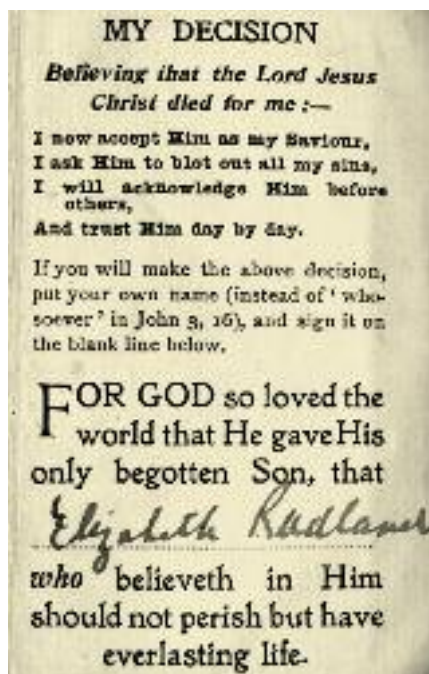 MY DECISION
Believing that the Lord Jesus
Christ died for me :—
I now accept Him as my Saviour,
I ask Him to blot out all my sins,
I will acknowledge Him before
others,
And trust Him day by day.
If you will make the above decision,
put your own name (instead of ‘ who-
soever ’ in John 3, 16), and sign it on
the blank line below.
FOR GOD so loved the
world that He gave His
only begotten Son, that
Elizabeth
who believeth in Him
should not perish but have
everlasting life.